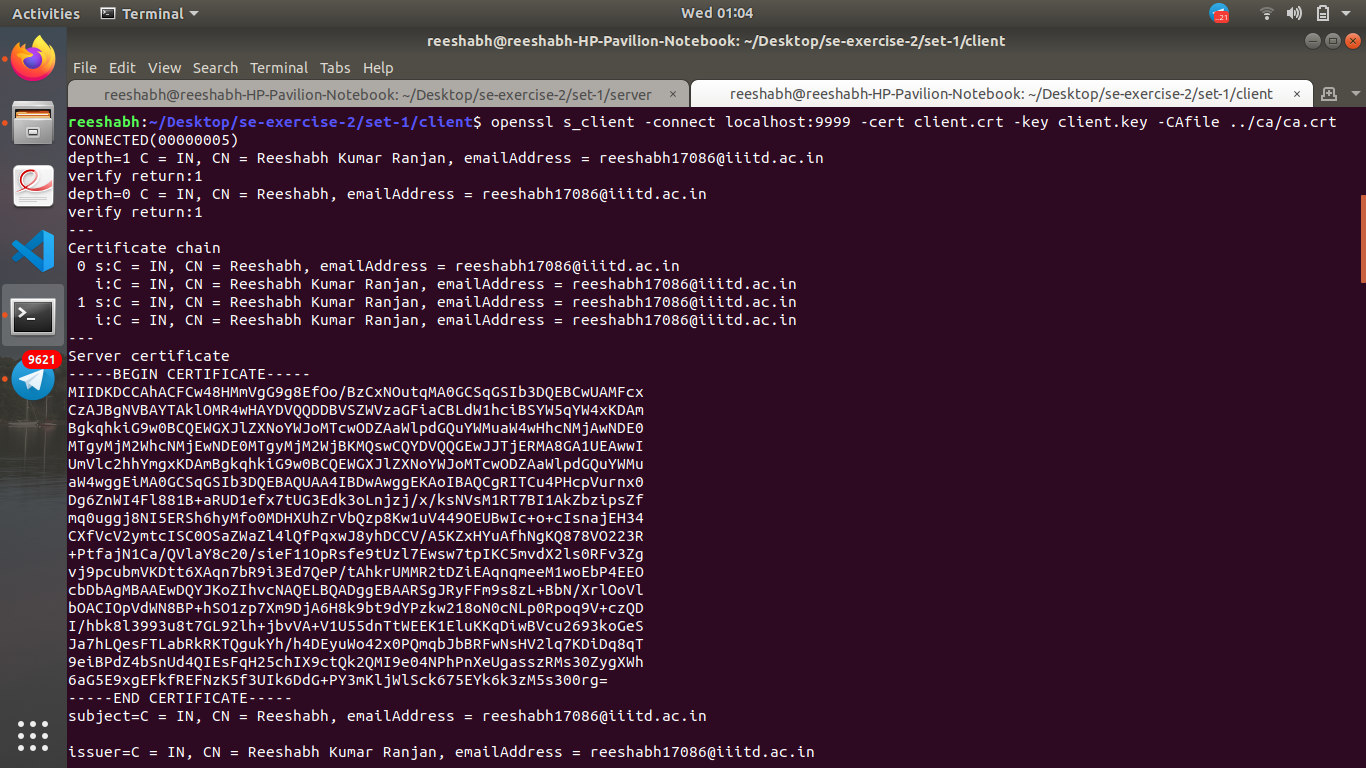 Activities Terminal Wed 01:04 21
reeshabh@reeshabh-HP-Pavilion-Notebook: ~/Desktop/se-exercise-2/set-1/client
File Edit View Search Terminal Tabs Help
reeshabh@reeshabh-HP-Pavilion-Notebook: ~/Desktop/se-exercise-2/set-1/server × reeshabh@reeshabh-HP-Pavilion-Notebook: ~/Desktop/se-exercise-2/set-1/client ×
reeshabh:~/Desktop/se-exercise-2/set-1/client$ openssl s_client -connect localhost:9999 -cert client.crt -key client.key -CAfile ../ca/ca.crt
CONNECTED(00000005)
depth=1 C = IN, CN = Reeshabh Kumar Ranjan, emailAddress = reeshabh17086@iiitd.ac.in
verify return:1
depth=0 C = IN, CN = Reeshabh, emailAddress = reeshabh17086@iiitd.ac.in
verify return:1
---
Certificate chain
 0 s:C = IN, CN = Reeshabh, emailAddress = reeshabh17086@iiitd.ac.in
   i:C = IN, CN = Reeshabh Kumar Ranjan, emailAddress = reeshabh17086@iiitd.ac.in
 1 s:C = IN, CN = Reeshabh Kumar Ranjan, emailAddress = reeshabh17086@iiitd.ac.in
   i:C = IN, CN = Reeshabh Kumar Ranjan, emailAddress = reeshabh17086@iiitd.ac.in
---
Server certificate
-----BEGIN CERTIFICATE-----
MIIDKDCCAhACFCw48HMmVgG9g8EfOo/BzCxNOutqMA0GCSqGSIb3DQEBCwUAMFcx
CzAJBgNVBAYTAklOMR4wHAYDVQQDDBVSZWVzaGFiaCBLdW1hciBSYW5qYW4xKDAm
BgkqhkiG9w0BCQEWGXJlZXNoYWJoMTcwODZAaWlpdGQuYWMuaW4wHhcNMjAwNDE0
MTgyMjM2WhcNMjEwNDE0MTgyMjM2WjBKMQswCQYDVQQGEwJJTjERMA8GA1UEAwwI
UmVlc2hhYmgxKDAmBgkqhkiG9w0BCQEWGXJlZXNoYWJoMTcwODZAaWlpdGQuYWMu
aW4wggEiMA0GCSqGSIb3DQEBAQUAA4IBDwAwggEKAoIBAQCgRITCu4PHcpVurnx0
Dg6ZnWI4Fl881B+aRUD1efx7tUG3Edk3oLnjzj/x/ksNVsM1RT7BI1AkZbzipsZf
mq0uggj8NI5ERSh6hyMfo0MDHXUhZrVbQzp8Kw1uV449OEUBwIc+o+cIsnajEH34
CXfVcV2ymtcISC0OSaZWaZl4lQfPqxwJ8yhDCCV/A5KZxHYuAfhNgKQ878VO223R
+PtfajN1Ca/QVlaY8c20/sieF11OpRsfe9tUzl7Ewsw7tpIKC5mvdX2ls0RFv3Zg
vj9pcubmVKDtt6XAqn7bR9i3Ed7QeP/tAhkrUMMR2tDZiEAqnqmeeM1woEbP4EEO
cbDbAgMBAAEwDQYJKoZIhvcNAQELBQADggEBAARSgJRyFFm9s8zL+BbN/XrlOoVl
bOACIOpVdWN8BP+hSO1zp7Xm9DjA6H8k9bt9dYPzkw218oN0cNLp0Rpoq9V+czQD
I/hbk8l3993u8t7GL92lh+jbvVA+V1U55dnTtWEEK1EluKKqDiwBVcu2693koGeS
Ja7hLQesFTLabRkRKTQgukYh/h4DEyuWo42x0PQmqbJbBRFwNsHV2lq7KDiDq8qT
9eiBPdZ4bSnUd4QIEsFqH25chIX9ctQk2QMI9e04NPhPnXeUgasszRMs30ZygXWh
6aG5E9xgEFkfREFNzK5f3UIk6DdG+PY3mKljWlSck675EYk6k3zM5s300rg=
-----END CERTIFICATE-----
subject=C = IN, CN = Reeshabh, emailAddress = reeshabh17086@iiitd.ac.in
issuer=C = IN, CN = Reeshabh Kumar Ranjan, emailAddress = reeshabh17086@iiitd.ac.in
9621